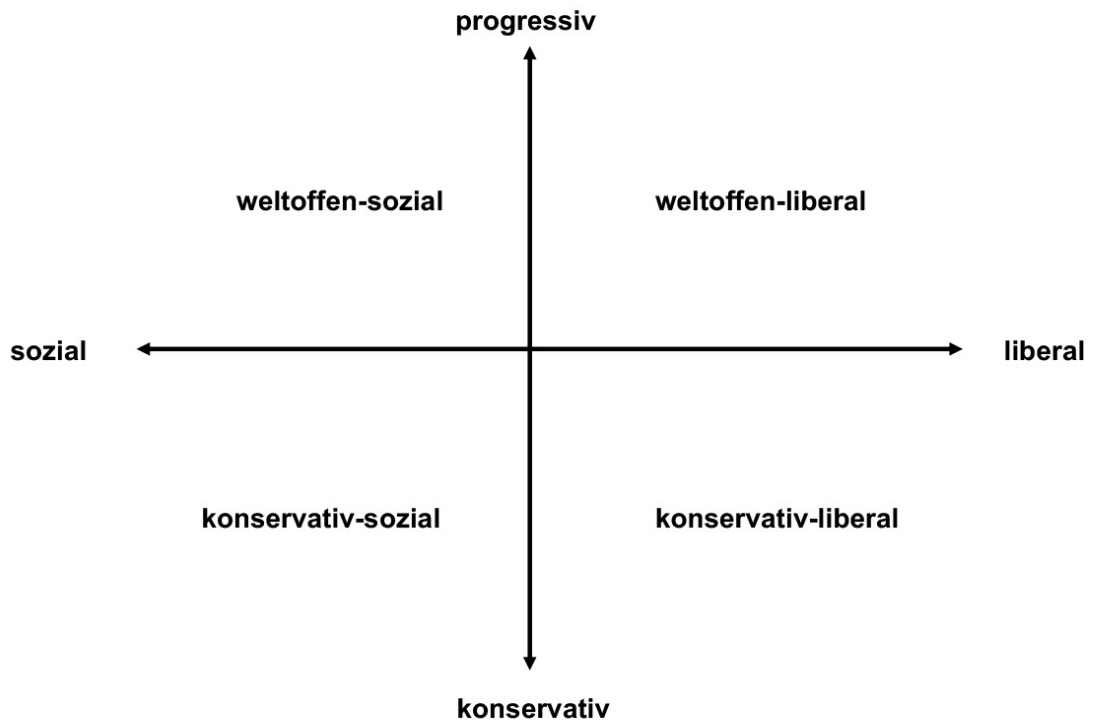 progressiv
weltoffen-sozial
weltoffen-liberal
sozial
liberal
konservativ-sozial
konservativ-liberal
konservativ